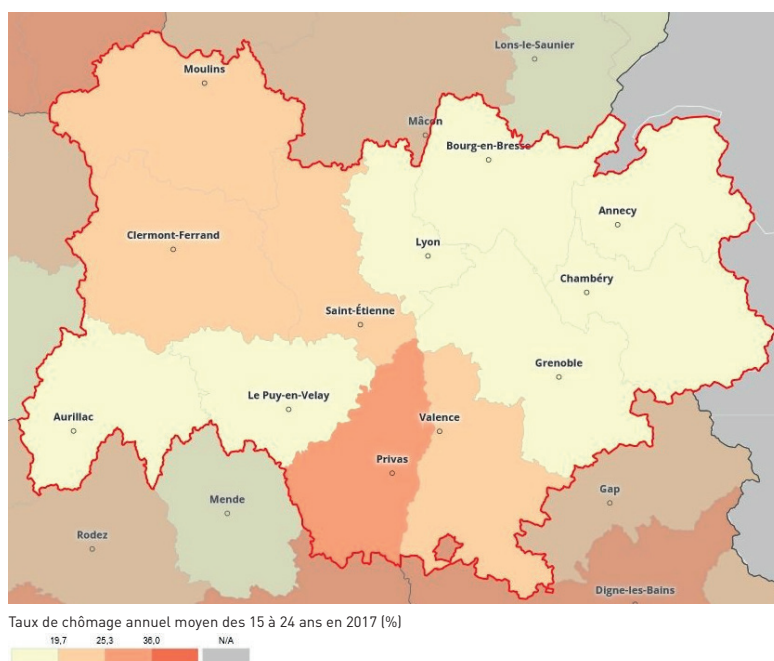 Lons-le-Saunier
Moulins
Mâcon
Bourg-en-Bresse
Annecy
Clermont-Ferrand
Lyon
Chambéry
Saint-Étienne
Grenoble
Le Puy-en-Velay
Aurillac
Valence
Privas
Gap
Mende
Rodez
Digne-les-Bains
Taux de chômage annuel moyen des 15 à 24 ans en 2017 (%)
19,7 25,3 36,0 N/A